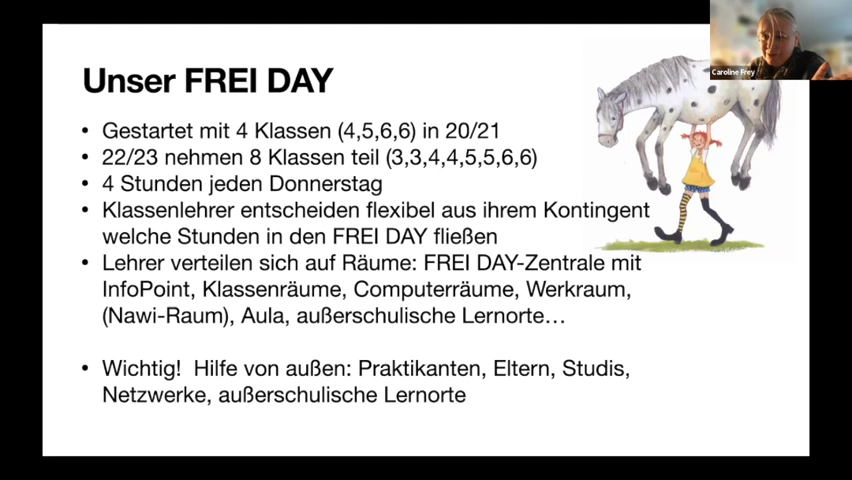 Unser FREI DAY
Caroline Frey
• Gestartet mit 4 Klassen (4,5,6,6) in 20/21
• 22/23 nehmen 8 Klassen teil (3,3,4,4,5,5,6,6)
• 4 Stunden jeden Donnerstag
• Klassenlehrer entscheiden flexibel aus ihrem Kontingent
welche Stunden in den FREI DAY fließen
• Lehrer verteilen sich auf Räume: FREI DAY-Zentrale mit
InfoPoint, Klassenräume, Computerräume, Werkraum,
(Nawi-Raum), Aula, außerschulische Lernorte…
• Wichtig!  Hilfe von außen: Praktikanten, Eltern, Studis,
Netzwerke, außerschulische Lernorte